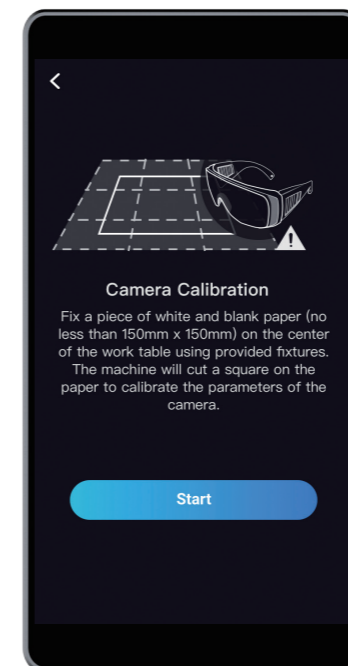 Camera Calibration
Fix a piece of white and blank paper (no
less than 150mm x 150mm) on the center
of the work table using provided fixtures.
The machine will cut a square on the
paper to calibrate the parameters of the
camera.
Start